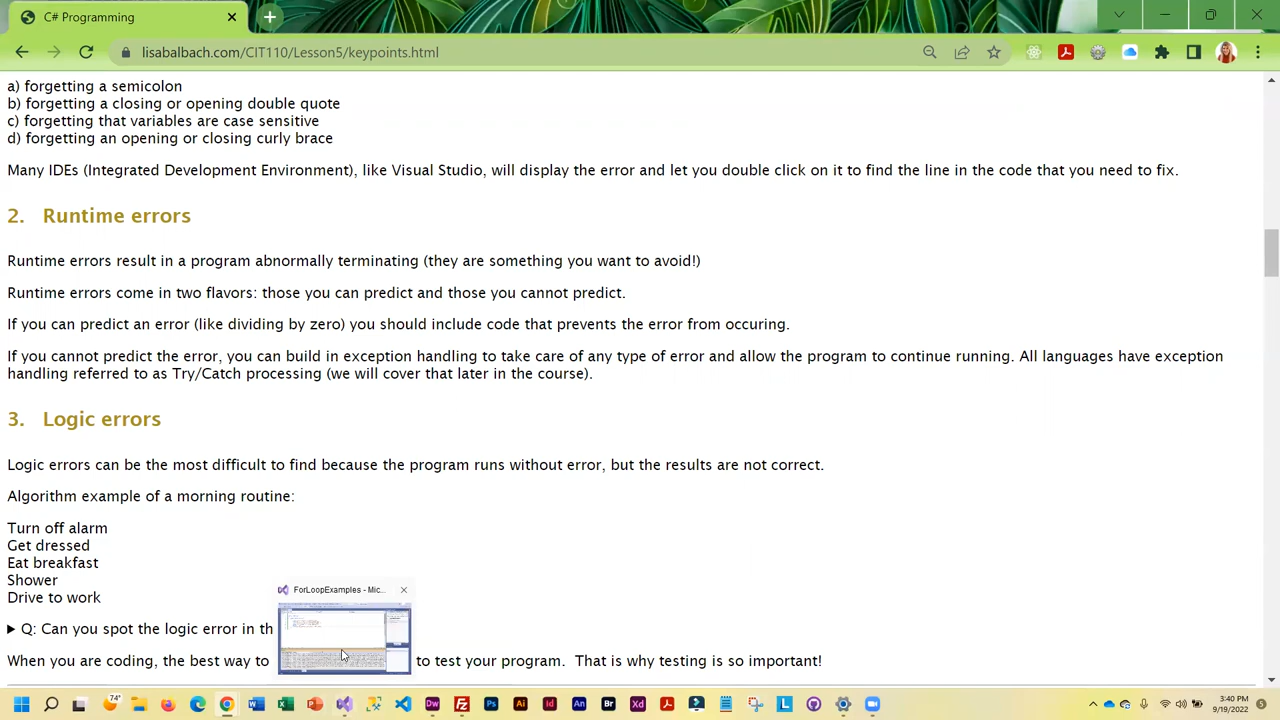 C# Programming
lisabalbach.com/CIT110/Lesson5/keypoints.html
a) forgetting a semicolon
b) forgetting a closing or opening double quote
c) forgetting that variables are case sensitive
d) forgetting an opening or closing curly brace
Many IDEs (Integrated Development Environment), like Visual Studio, will display the error and let you double click on it to find the line in the code that you need to fix.
2. Runtime errors
Runtime errors result in a program abnormally terminating (they are something you want to avoid!)
Runtime errors come in two flavors: those you can predict and those you cannot predict.
If you can predict an error (like dividing by zero) you should include code that prevents the error from occuring.
If you cannot predict the error, you can build in exception handling to take care of any type of error and allow the program to continue running. All languages have exception
handling referred to as Try/Catch processing (we will cover that later in the course).
3. Logic errors
Logic errors can be the most difficult to find because the program runs without error, but the results are not correct.
Algorithm example of a morning routine:
Turn off alarm
Get dressed
Eat breakfast
Shower
Drive to work
ForLoopExamples - Mic...
Q: Can you spot the logic error in th
When you are coding, the best way to to test your program. That is why testing is so important!
74°
Dw
Fz
Ps
Ai
Id
An
Br
Xd
L
3:40 PM
9/19/2022